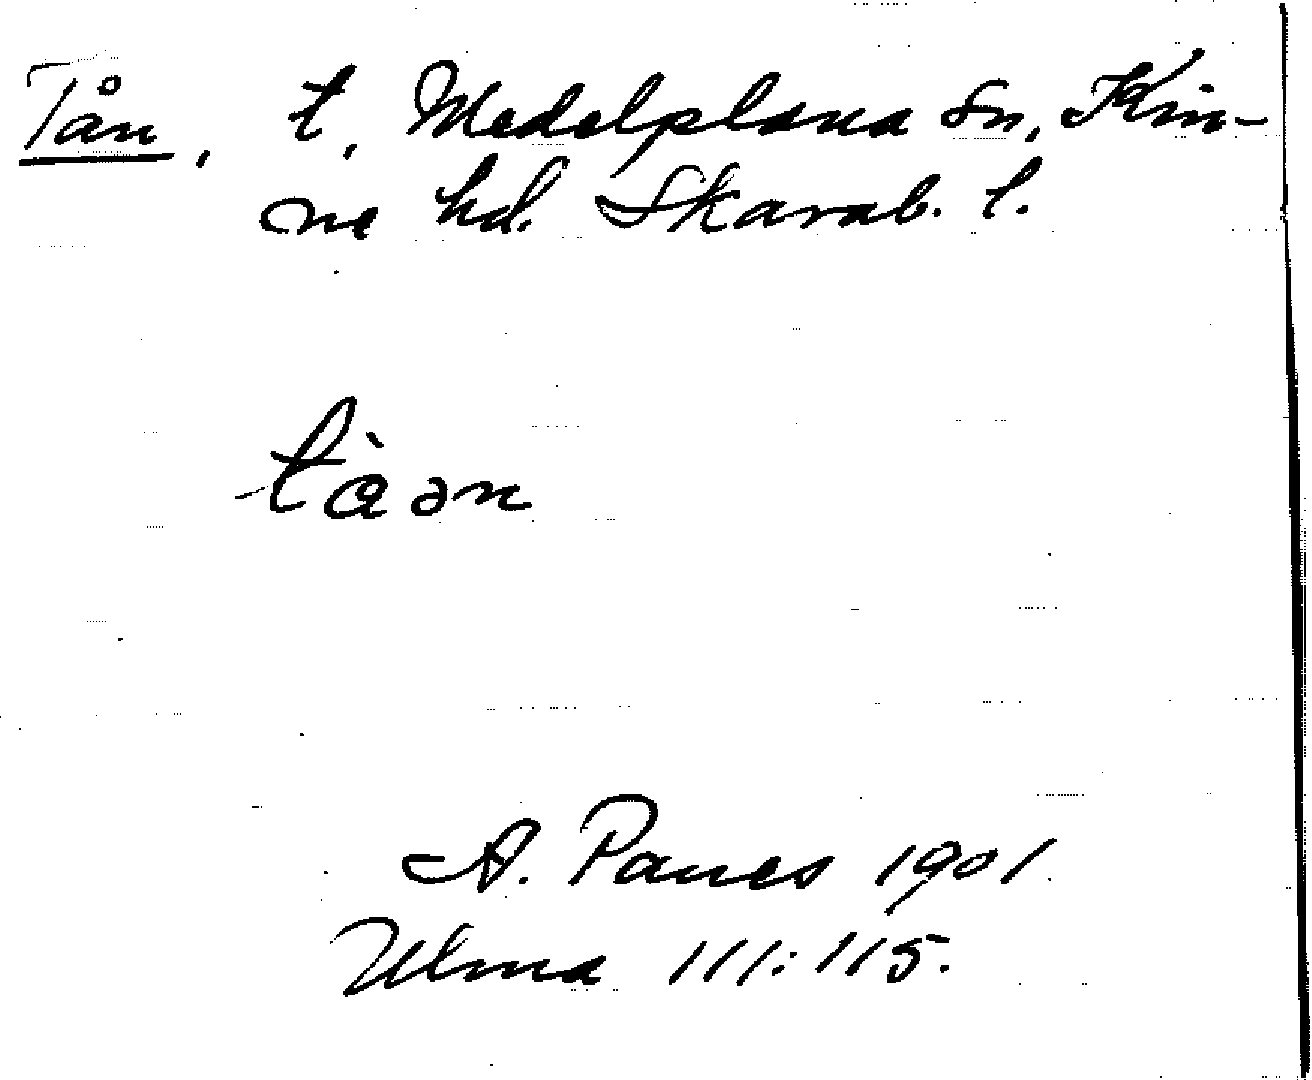 Tån, t, Medelplana sn, Kin-
ne hd. Skarab. l.
tàən
A. Panes 1901
Ulma 111:115.